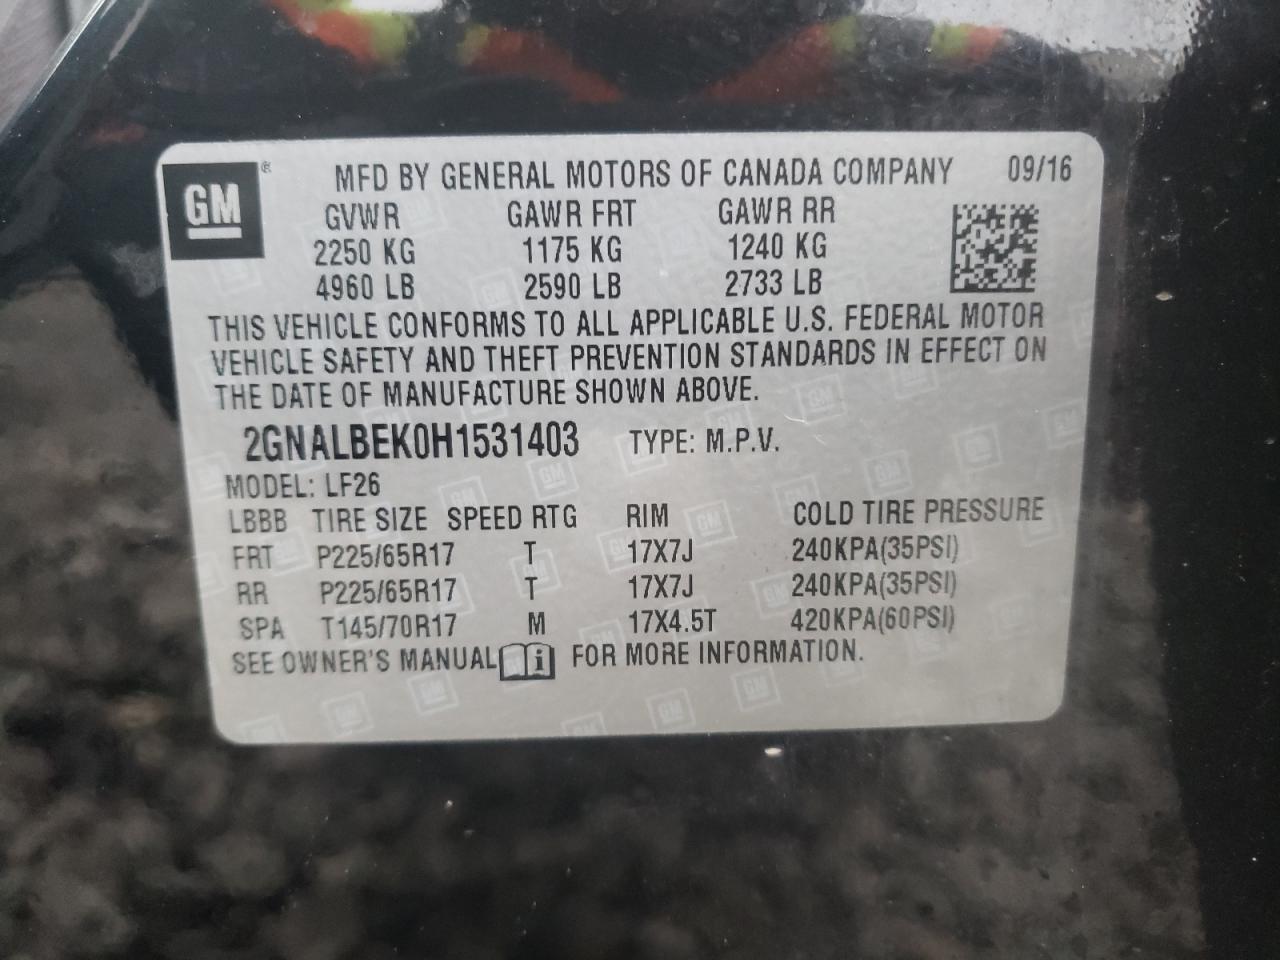 GM ® MFD BY GENERAL MOTORS OF CANADA COMPANY 09/16
GVWR GAWR FRT GAWR RR
2250 KG 1175 KG 1240 KG
4960 LB 2590 LB 2733 LB
THIS VEHICLE CONFORMS TO ALL APPLICABLE U.S. FEDERAL MOTOR
VEHICLE SAFETY AND THEFT PREVENTION STANDARDS IN EFFECT ON
THE DATE OF MANUFACTURE SHOWN ABOVE.
2GNALBEK0H1531403 TYPE: M.P.V.
MODEL: LF26
LBBB TIRE SIZE SPEED RTG RIM COLD TIRE PRESSURE
FRT P225/65R17 T 17X7J 240KPA(35PSI)
RR P225/65R17 T 17X7J 240KPA(35PSI)
SPA T145/70R17 M 17X4.5T 420KPA(60PSI)
SEE OWNER'S MANUAL i FOR MORE INFORMATION.